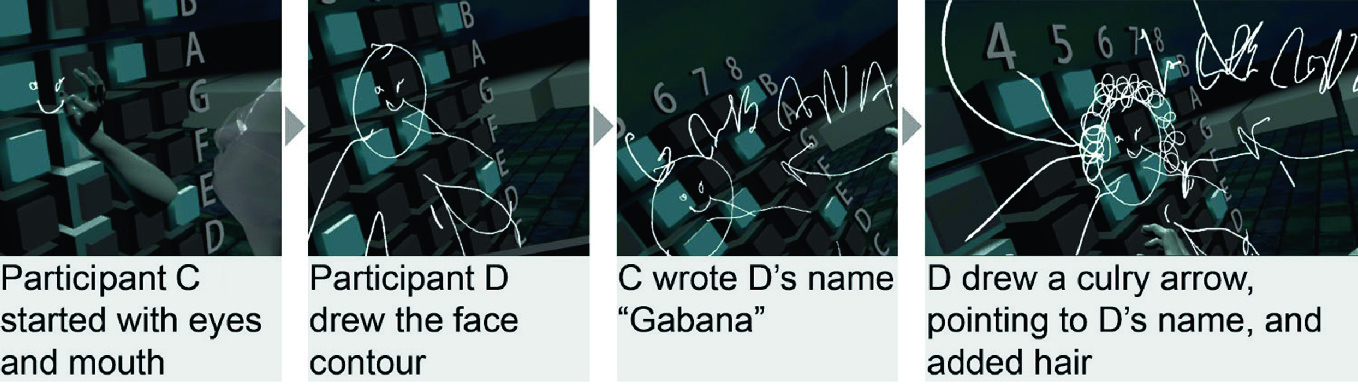 B
A
G
F
E
D
Participant C
started with eyes
and mouth
B
A
G
F
E
D
Participant D
drew the face
contour
6 7 8
B
A
G
F
E
D
C
C wrote D’s name
“Gabana”
4 5 6 7 8
B
A
G
F
E
D
D drew a culry arrow,
pointing to D’s name, and
added hair